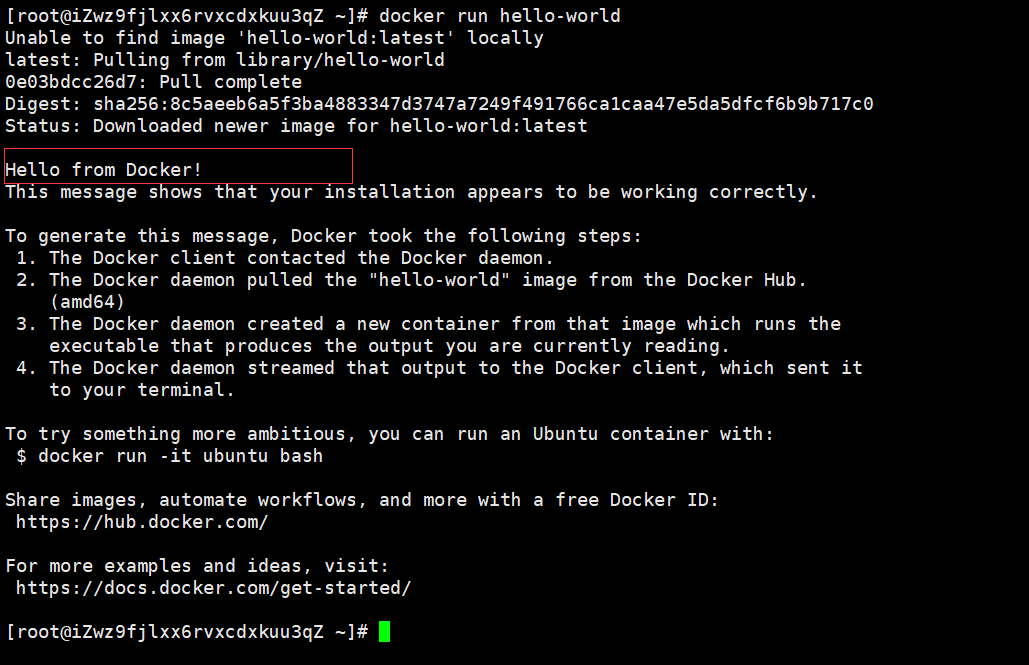 [root@iZwz9fjlxx6rvxcdxkuu3qZ ~]# docker run hello-world
Unable to find image 'hello-world:latest' locally
latest: Pulling from library/hello-world
0e03bdcc26d7: Pull complete
Digest: sha256:8c5aeeb6a5f3ba4883347d3747a7249f491766ca1caa47e5da5dfcf6b9b717c0
Status: Downloaded newer image for hello-world:latest
Hello from Docker!
This message shows that your installation appears to be working correctly.
To generate this message, Docker took the following steps:
1. The Docker client contacted the Docker daemon.
2. The Docker daemon pulled the "hello-world" image from the Docker Hub.
(amd64)
3. The Docker daemon created a new container from that image which runs the
executable that produces the output you are currently reading.
4. The Docker daemon streamed that output to the Docker client, which sent it
to your terminal.
To try something more ambitious, you can run an Ubuntu container with:
$ docker run -it ubuntu bash
Share images, automate workflows, and more with a free Docker ID:
https://hub.docker.com/
For more examples and ideas, visit:
https://docs.docker.com/get-started/
[root@iZwz9fjlxx6rvxcdxkuu3qZ ~]#